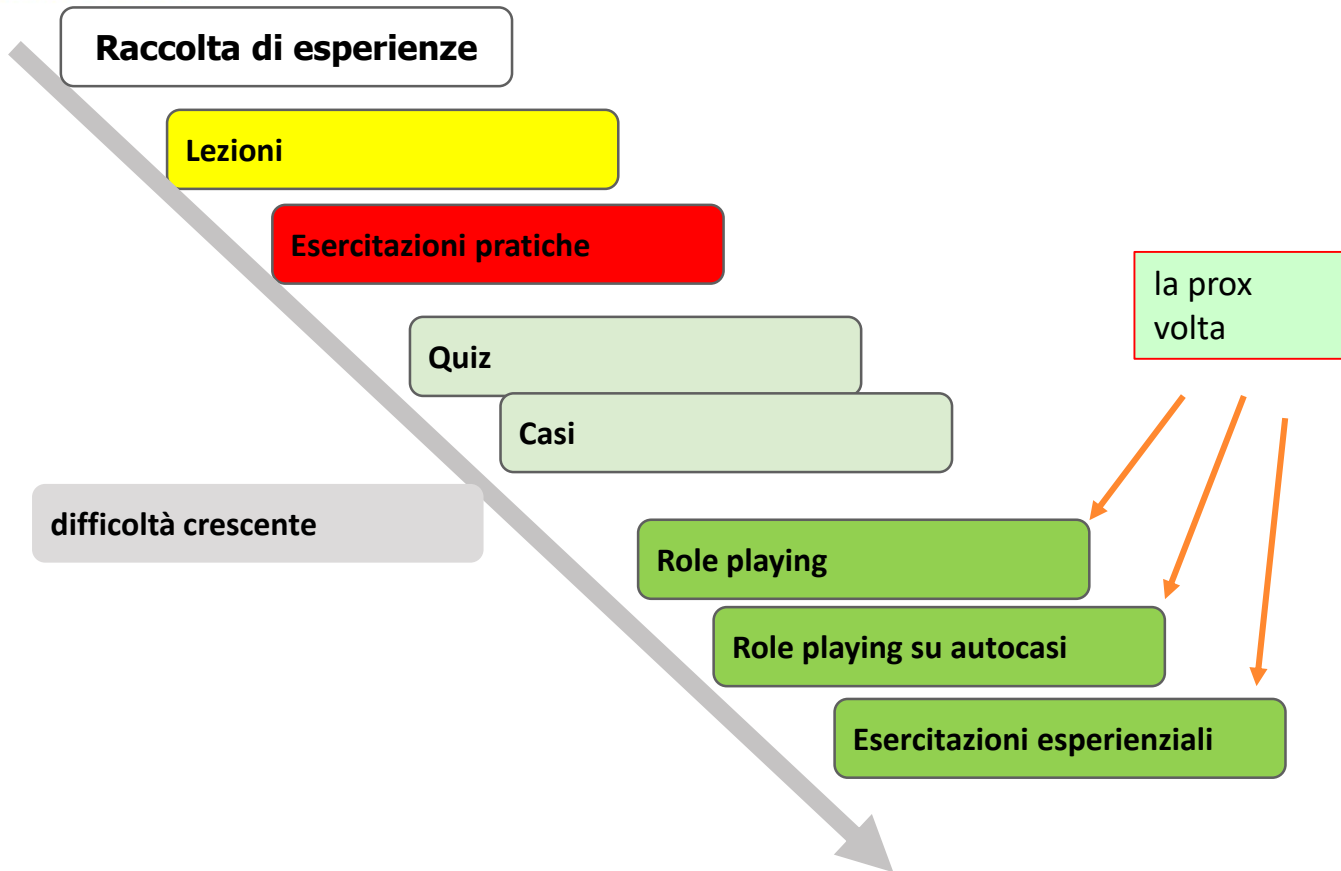 Raccolta di esperienze
Lezioni
Esercitazioni pratiche
la prox
volta
Quiz
Casi
difficoltà crescente
Role playing
Role playing su autocasi
Esercitazioni esperienziali